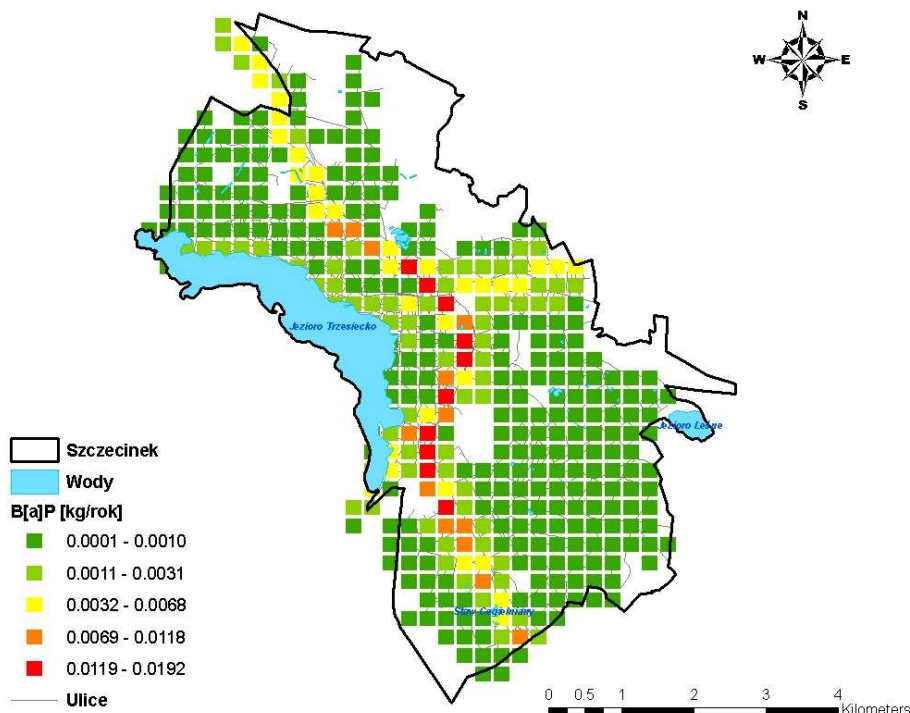 N
W E
S
Jezioro Trzesiecko
Jezioro Leśne
Szczecinek
Wody
B[a]P [kg/rok]
0.0001 - 0.0010
0.0011 - 0.0031
0.0032 - 0.0068
0.0069 - 0.0118
0.0119 - 0.0192
Ulice
Staw Cegielniany
0 0.5 1 2 3 4
Kilometers